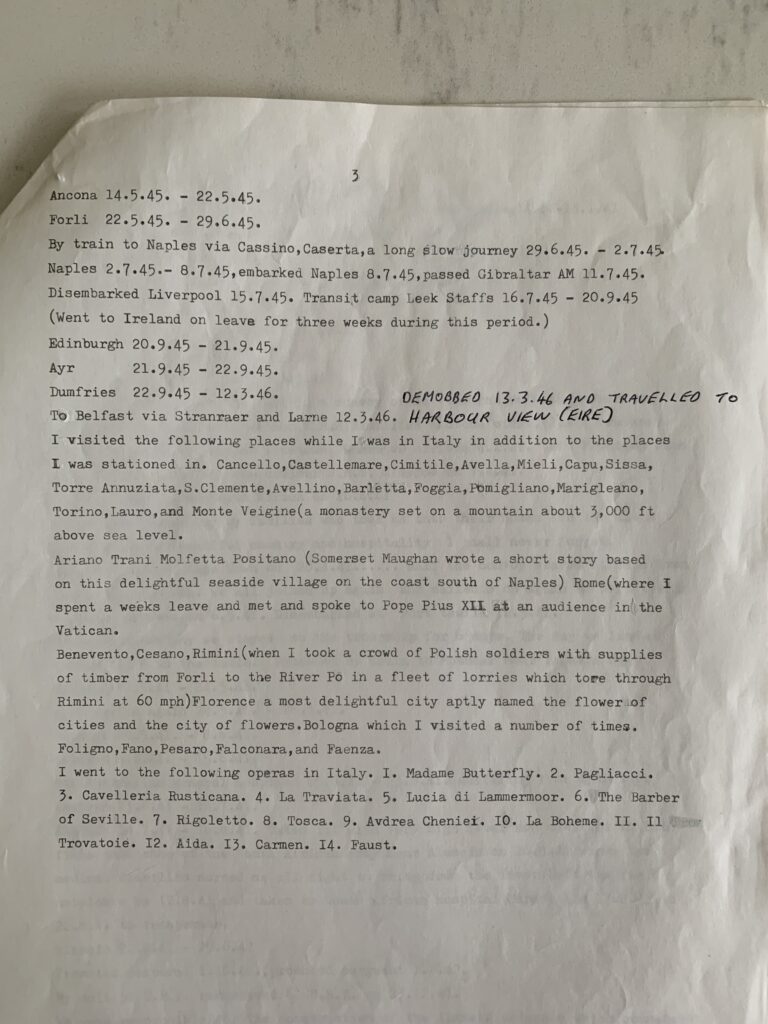 3
Ancona 14.5.45. - 22.5.45.
Forli 22.5.45. - 29.6.45.
By train to Naples via Cassino,Caserta,a long slow journey 29.6.45. - 2.7.45.
Naples 2.7.45.- 8.7.45,embarked Naples 8.7.45,passed Gibraltar AM 11.7.45.
Disembarked Liverpool 15.7.45. Transit camp Leek Staffs 16.7.45 - 20.9.45
(Went to Ireland on leave for three weeks during this period.)
Edinburgh 20.9.45 - 21.9.45.
Ayr 21.9.45 - 22.9.45.
Dumfries 22.9.45 - 12.3.46. DEMOBBED 13.3.46 AND TRAVELLED TO
To Belfast via Stranraer and Larne 12.3.46. HARBOUR VIEW (EIRE)
I visited the following places while I was in Italy in addition to the places
I was stationed in. Cancello,Castellemare,Cimitile,Avella,Mieli,Capu,Sissa,
Torre Annuziata,S.Clemente,Avellino,Barletta,Foggia,Pomigliano,Marigleano,
Torino,Lauro,and Monte Veigine(a monastery set on a mountain about 3,000 ft
above sea level.
Ariano Trani Molfetta Positano (Somerset Maughan wrote a short story based
on this delightful seaside village on the coast south of Naples) Rome(where I
spent a weeks leave and met and spoke to Pope Pius XII at an audience in the
Vatican.
Benevento,Cesano,Rimini(when I took a crowd of Polish soldiers with supplies
of timber from Forli to the River Po in a fleet of lorries which tore through
Rimini at 60 mph)Florence a most delightful city aptly named the flower of
cities and the city of flowers.Bologna which I visited a number of times.
Foligno,Fano,Pesaro,Falconara,and Faenza.
I went to the following operas in Italy. I. Madame Butterfly. 2. Pagliacci.
3. Cavelleria Rusticana. 4. La Traviata. 5. Lucia di Lammermoor. 6. The Barber
of Seville. 7. Rigoletto. 8. Tosca. 9. Avdrea Cheniei. IO. La Boheme. II. Il
Trovatoie. I2. Aida. I3. Carmen. I4. Faust.